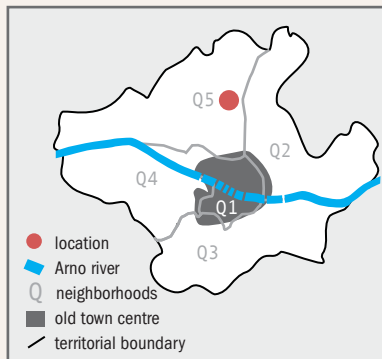 Q5
Q2
Q4
Q1
Q3
location
Arno river
Q neighborhoods
old town centre
territorial boundary